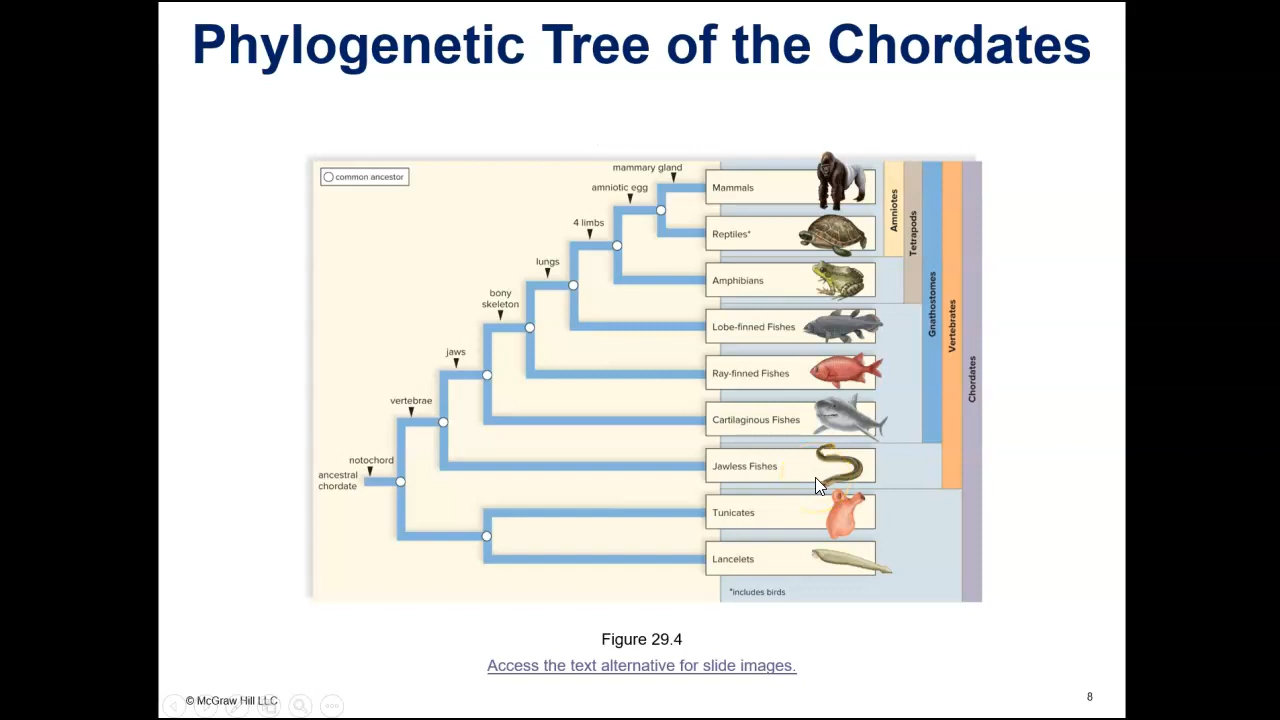 Phylogenetic Tree of the Chordates
common ancestor
mammary gland
amniotic egg
4 limbs
lungs
bony
skeleton
jaws
vertebrae
notochord
ancestral
chordate
Mammals
Reptiles*
Amphibians
Lobe-finned Fishes
Ray-finned Fishes
Cartilaginous Fishes
Jawless Fishes
Tunicates
Lancelets
*includes birds
Amniotes
Tetrapods
Gnathostomes
Vertebrates
Chordates
Figure 29.4
Access the text alternative for slide images.
© McGraw Hill LLC
8